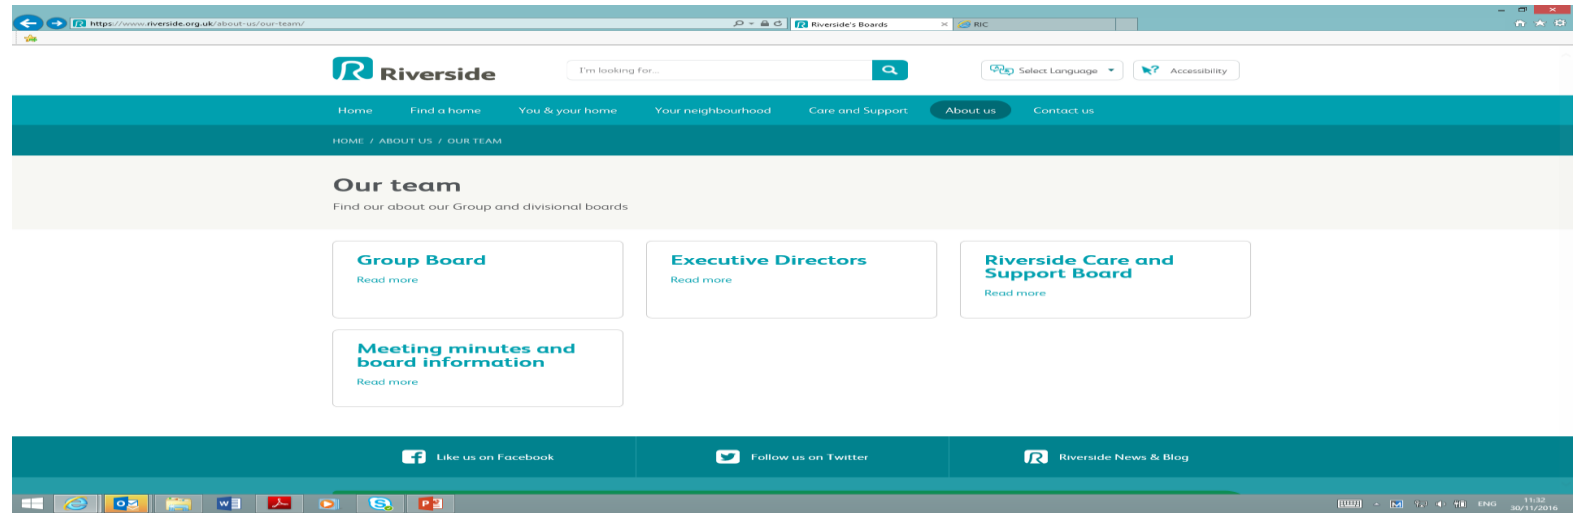 https://www.riverside.org.uk/about-us/our-team/
Riverside's Boards
RIC
Riverside
I'm looking for...
Select Language
Accessibility
Home Find a home You & your home Your neighbourhood Care and Support About us Contact us
HOME / ABOUT US / OUR TEAM
Our team
Find our about our Group and divisional boards
Group Board
Read more
Executive Directors
Read more
Riverside Care and
Support Board
Read more
Meeting minutes and
board information
Read more
Like us on Facebook
Follow us on Twitter
Riverside News & Blog
ENG
11:32
30/11/2016